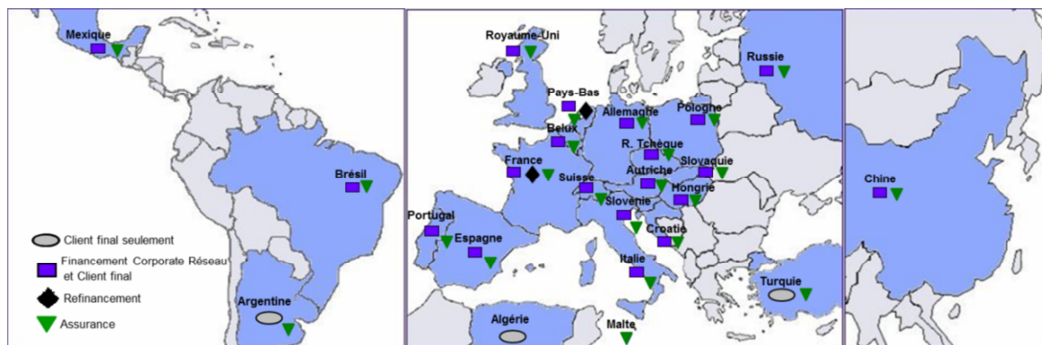 Mexique
Brésil
Client final seulement
Financement Corporate Réseau
et Client final
Refinancement
Assurance
Argentine
Royaume-Uni
Pays-Bas
Allemagne
Pologne
Belux
R. Tchèque
Slovaquie
France
Autriche
Suisse
Hongrie
Slovénie
Portugal
Croatie
Espagne
Italie
Turquie
Algérie
Malte
Russie
Chine